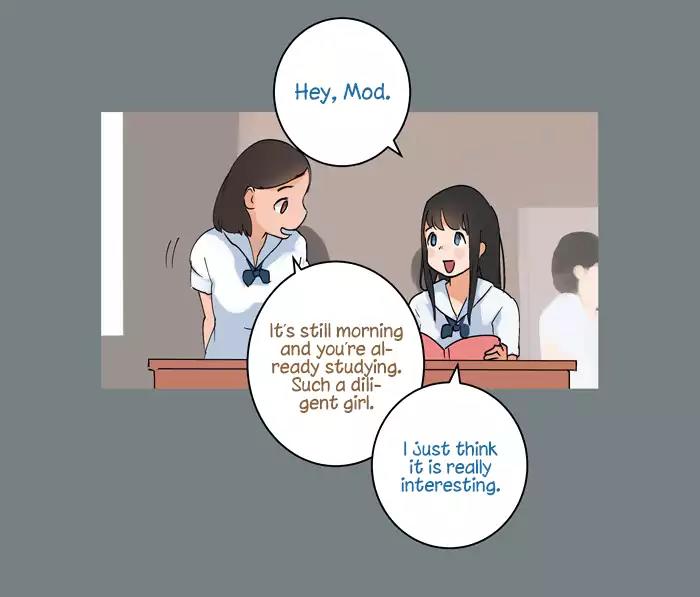 Hey, Mod.
It's still morning
and you're al-
ready studying.
Such a dili-
gent girl.
I just think
it is really
interesting.